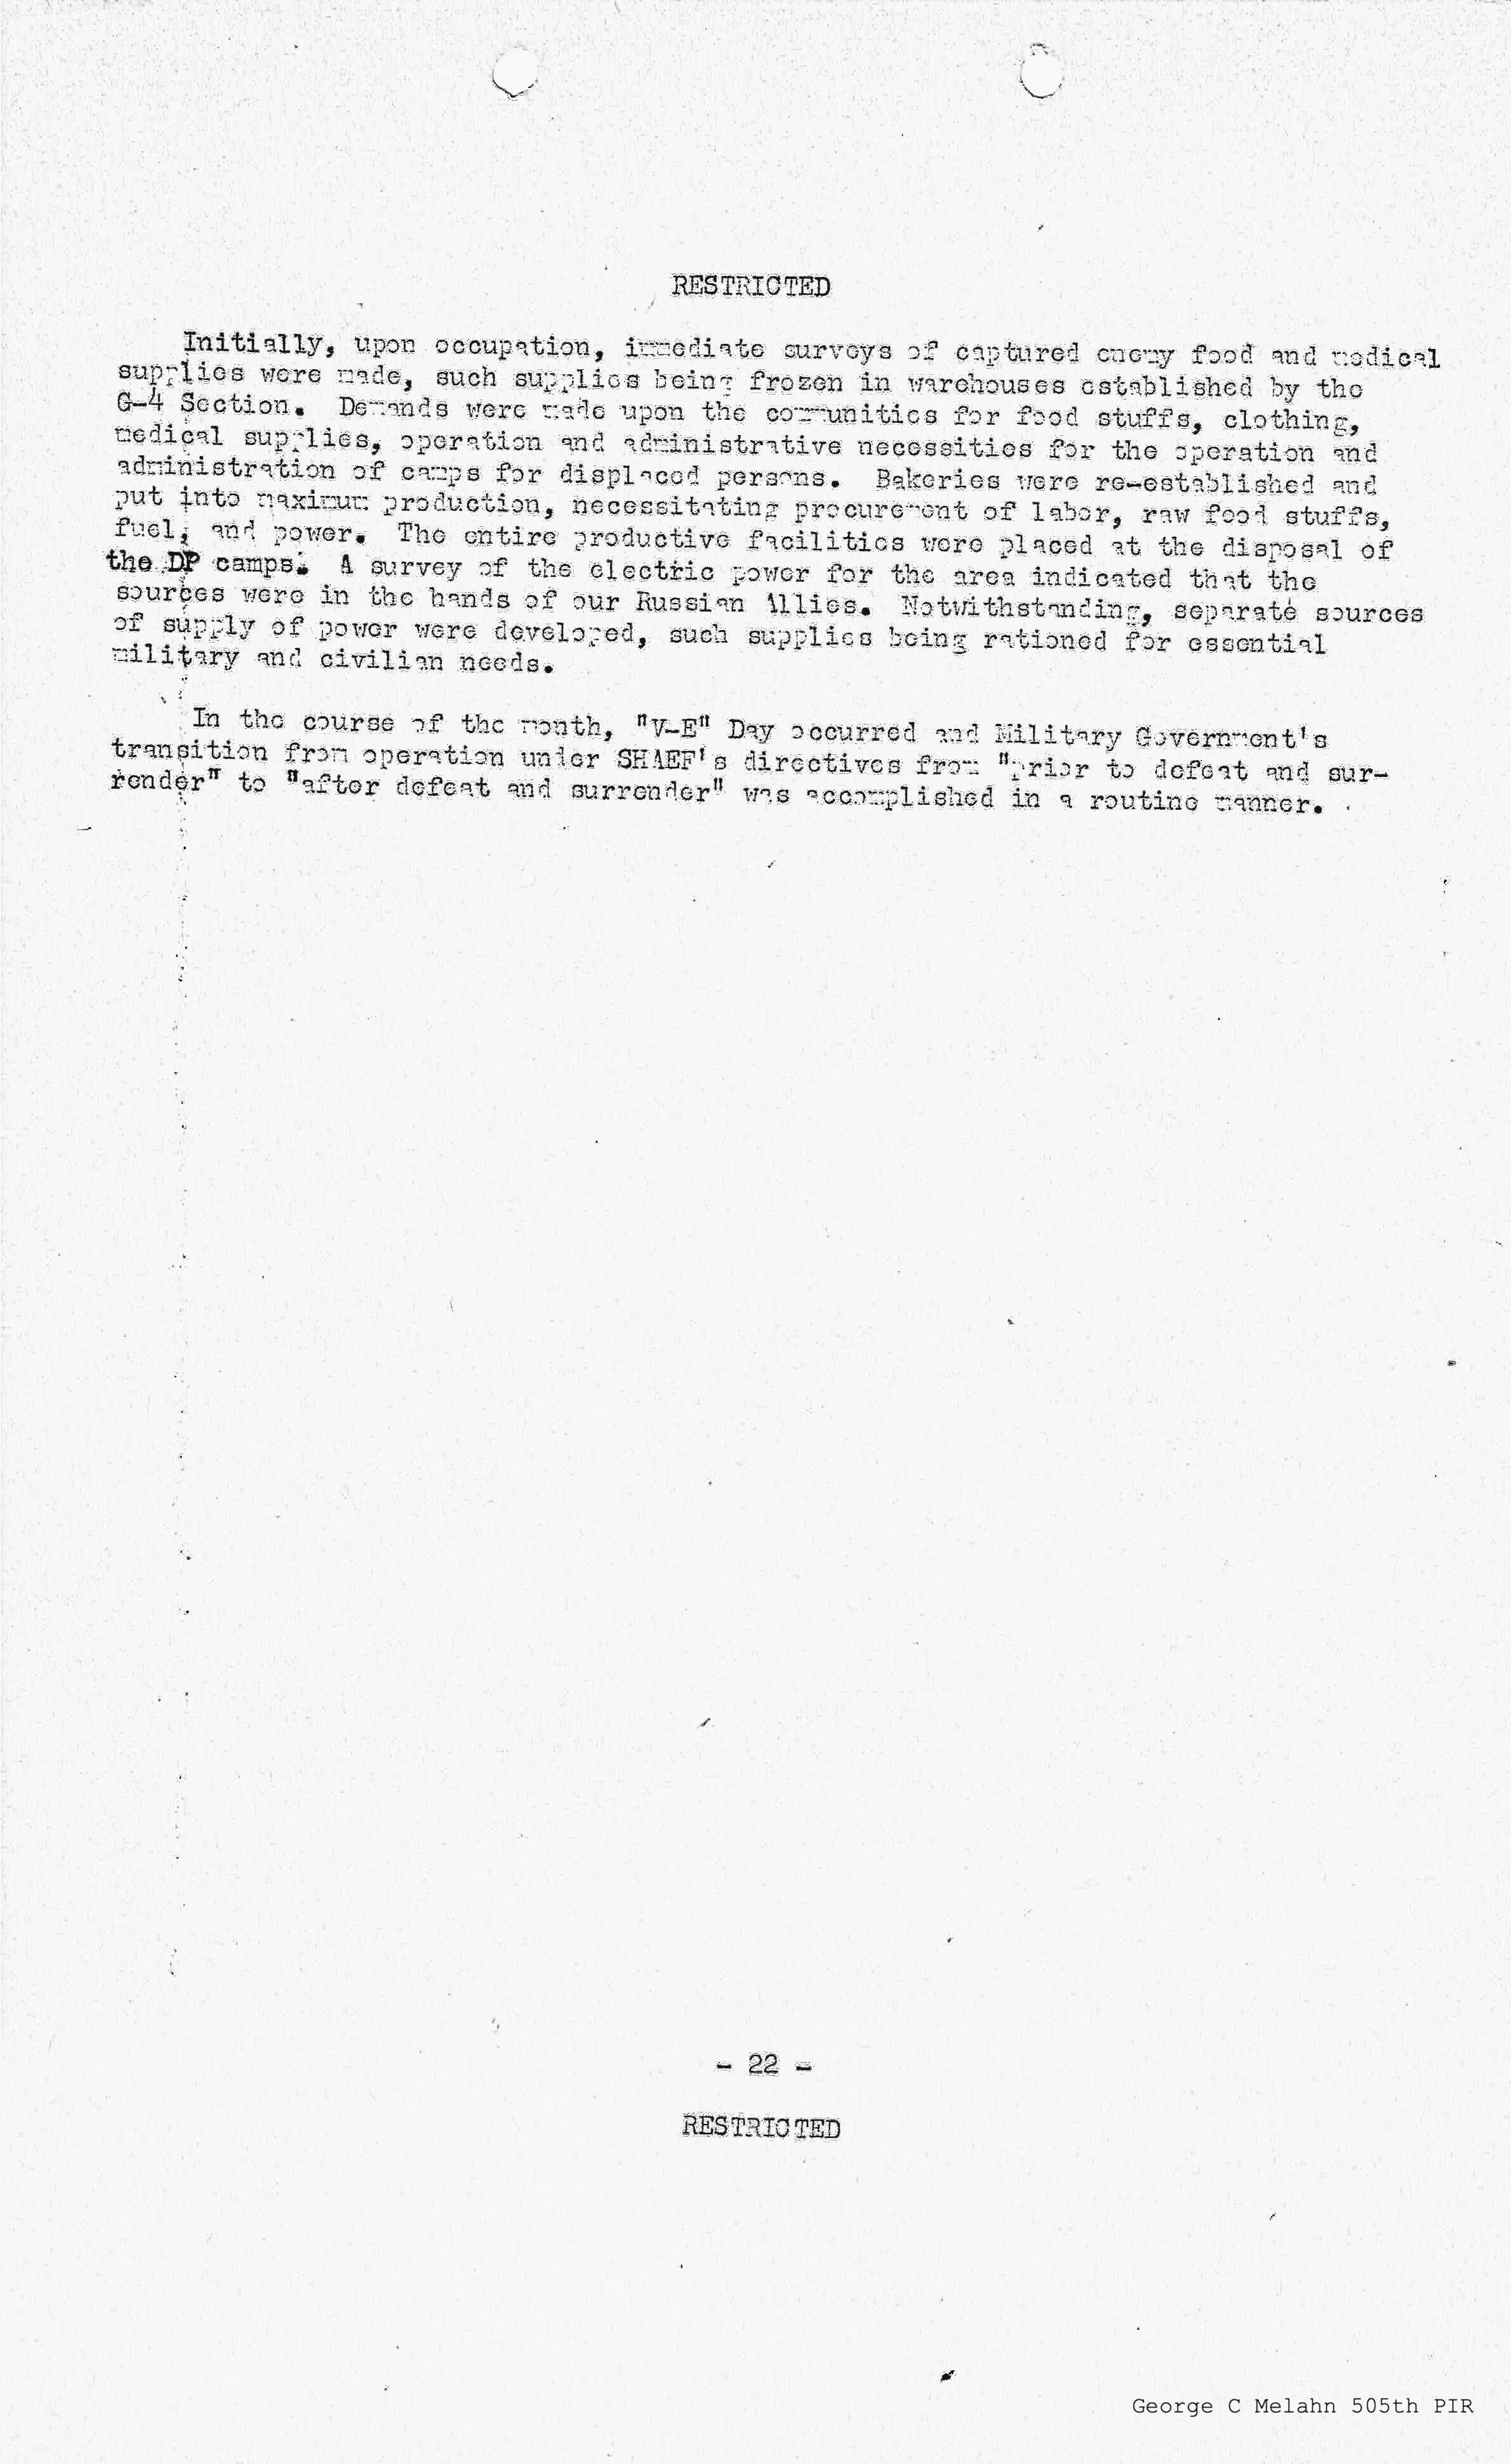 RESTRICTED
Initially, upon occupation, immediate surveys of captured enemy food and medical
supplies were made, such supplies being frozen in warehouses established by the
G-4 Section. Demands were made upon the communities for food stuffs, clothing,
medical supplies, operation and administrative necessities for the operation and
administration of camps for displaced persons. Bakeries were re-established and
put into maximum production, necessitating procurement of labor, raw food stuffs,
fuel, and power. The entire productive facilities were placed at the disposal of
the DP camps. A survey of the electric power for the area indicated that the
sources were in the hands of our Russian Allies. Notwithstanding, separate sources
of supply of power were developed, such supplies being rationed for essential
military and civilian needs.
In the course of the month, "V-E" Day occurred and Military Government's
transition from operation under SHAEF's directives from "prior to defeat and sur-
render" to "after defeat and surrender" was accomplished in a routine manner.
- 22 -
RESTRICTED
George C Melahn 505th PIR